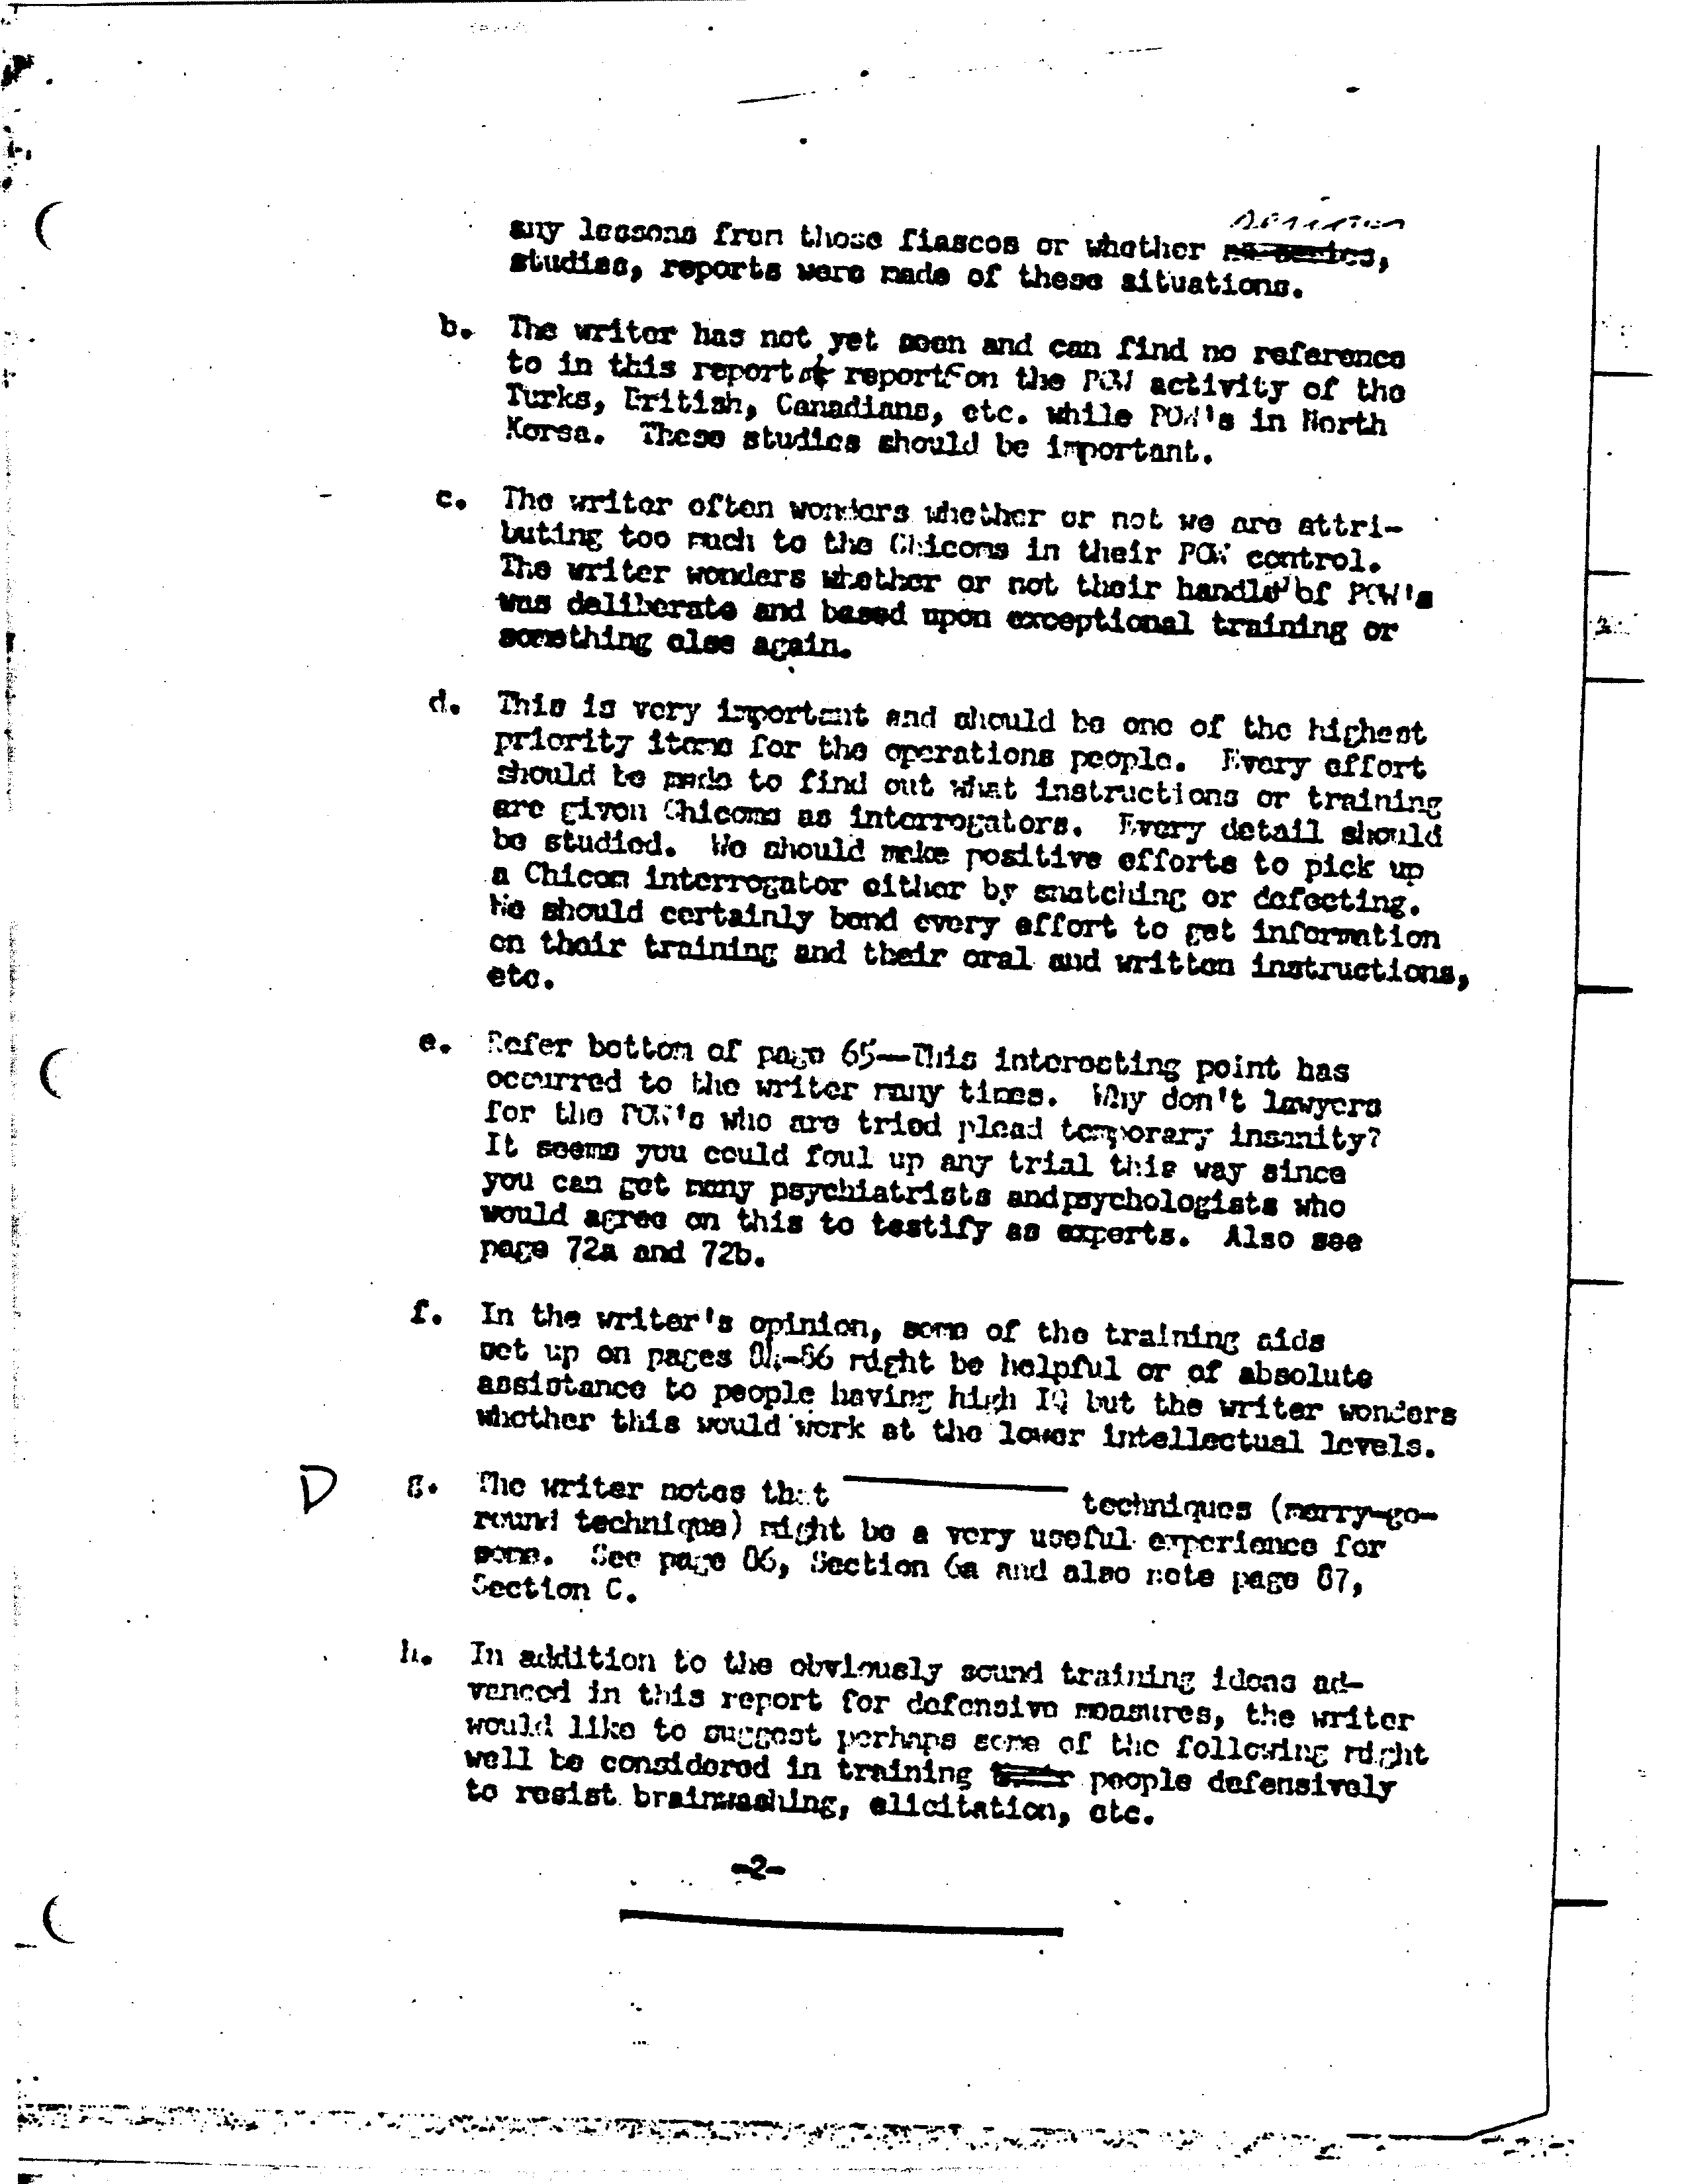 any lessons from those fiascos or whether
studies, reports were made of these situations.
b. The writer has not yet seen and can find no reference
to in this report or reports on the POW activity of the
Turks, British, Canadians, etc. while POW's in North
Korea. These studies should be important.
c. The writer often wonders whether or not we are attri-
buting too much to the Chicoms in their POW control.
The writer wonders whether or not their handle of POW's
was deliberate and based upon exceptional training or
something else again.
d. This is very important and should be one of the highest
priority items for the operations people. Every effort
should be made to find out what instructions or training
are given Chicoms as interrogators. Every detail should
be studied. We should make positive efforts to pick up
a Chicom interrogator either by snatching or defecting.
We should certainly bend every effort to get information
on their training and their oral and written instructions,
etc.
e. Refer bottom of page 65—This interesting point has
occurred to the writer many times. Why don't lawyers
for the POW's who are tried plead temporary insanity?
It seems you could foul up any trial this way since
you can get many psychiatrists and psychologists who
would agree on this to testify as experts. Also see
page 72a and 72b.
f. In the writer's opinion, some of the training aids
set up on pages 84-86 might be helpful or of absolute
assistance to people having high IQ but the writer wonders
whether this would work at the lower intellectual levels.
D g. The writer notes that techniques (merry-go-
round technique) might be a very useful experience for
some. See page 86, Section 6a and also note page 87,
Section C.
h. In addition to the obviously sound training ideas ad-
vanced in this report for defensive measures, the writer
would like to suggest perhaps some of the following might
well be considered in training people defensively
to resist brainwashing, elicitation, etc.
-2-